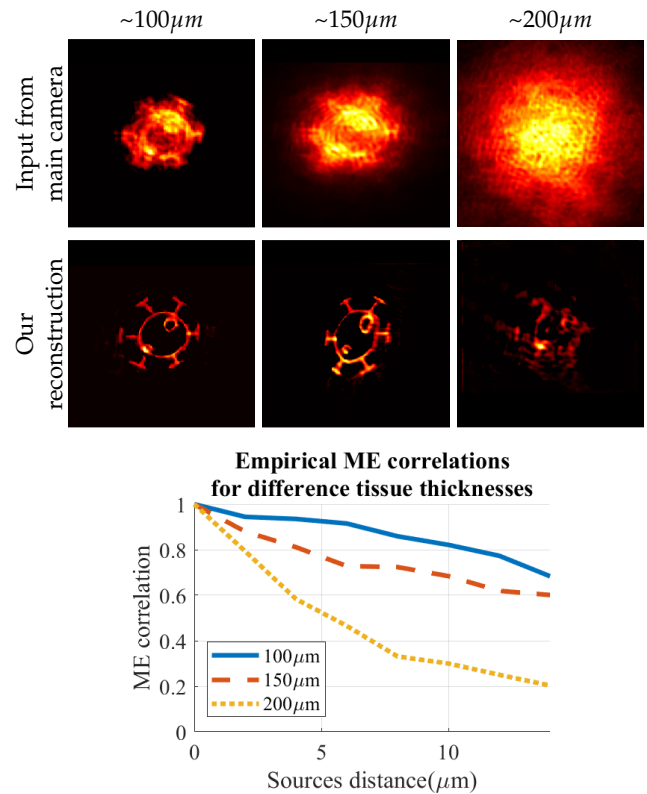 ~100μm
~150μm
~200μm
Input from
main camera
Our
reconstruction
Empirical ME correlations
for difference tissue thicknesses
ME correlation
1
0.8
0.6
0.4
0.2
0
100μm
150μm
200μm
0
5
10
Sources distance(μm)